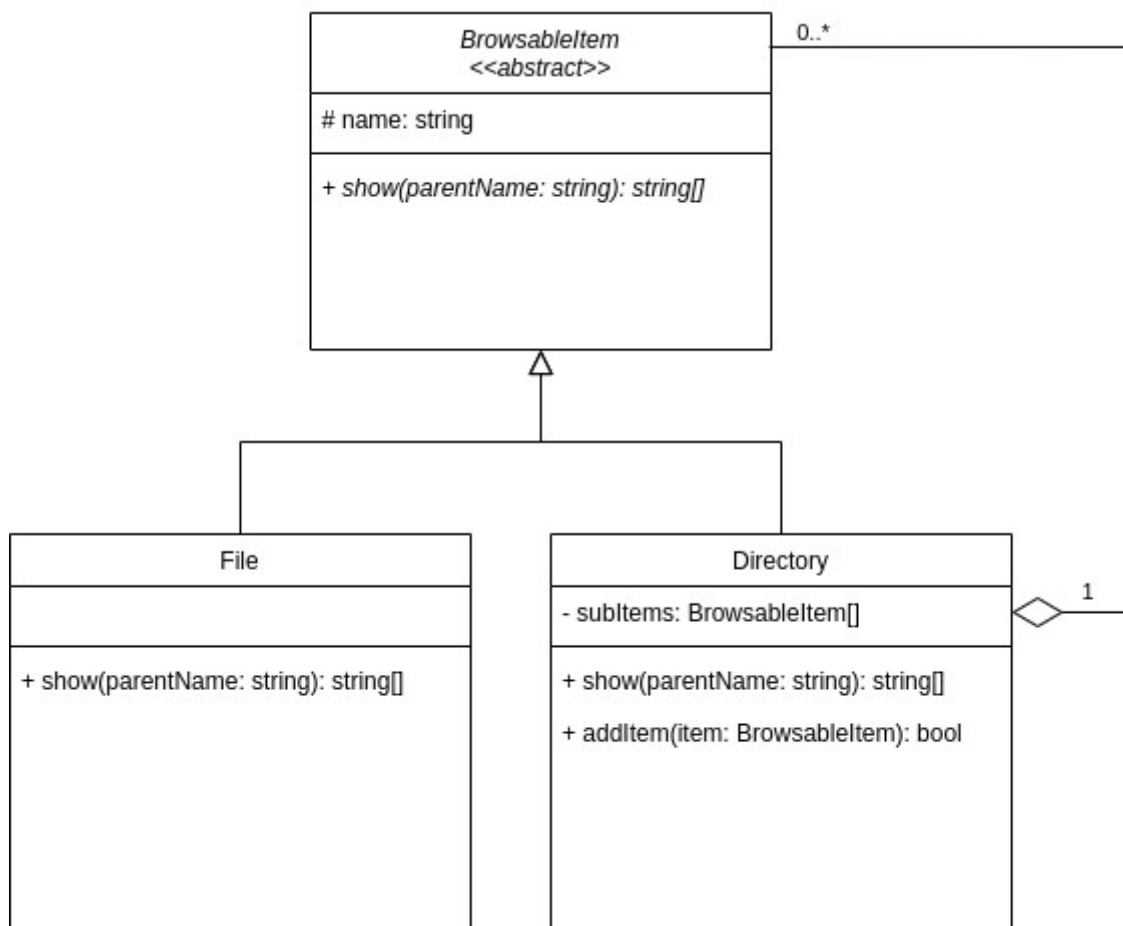 BrowsableItem
<<abstract>>
0..*
# name: string
+ show(parentName: string): string[]
File
Directory
- subItems: BrowsableItem[]
1
+ show(parentName: string): string[]
+ show(parentName: string): string[]
+ addItem(item: BrowsableItem): bool